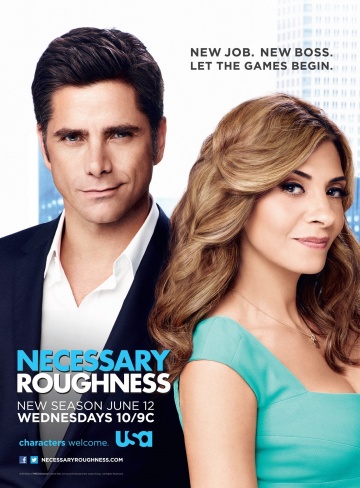 NEW JOB. NEW BOSS.
LET THE GAMES BEGIN.
NECESSARY
ROUGHNESS
NEW SEASON JUNE 12
WEDNESDAYS 10/9C
characters welcome. usa
NECESSARYROUGHNESS.COM